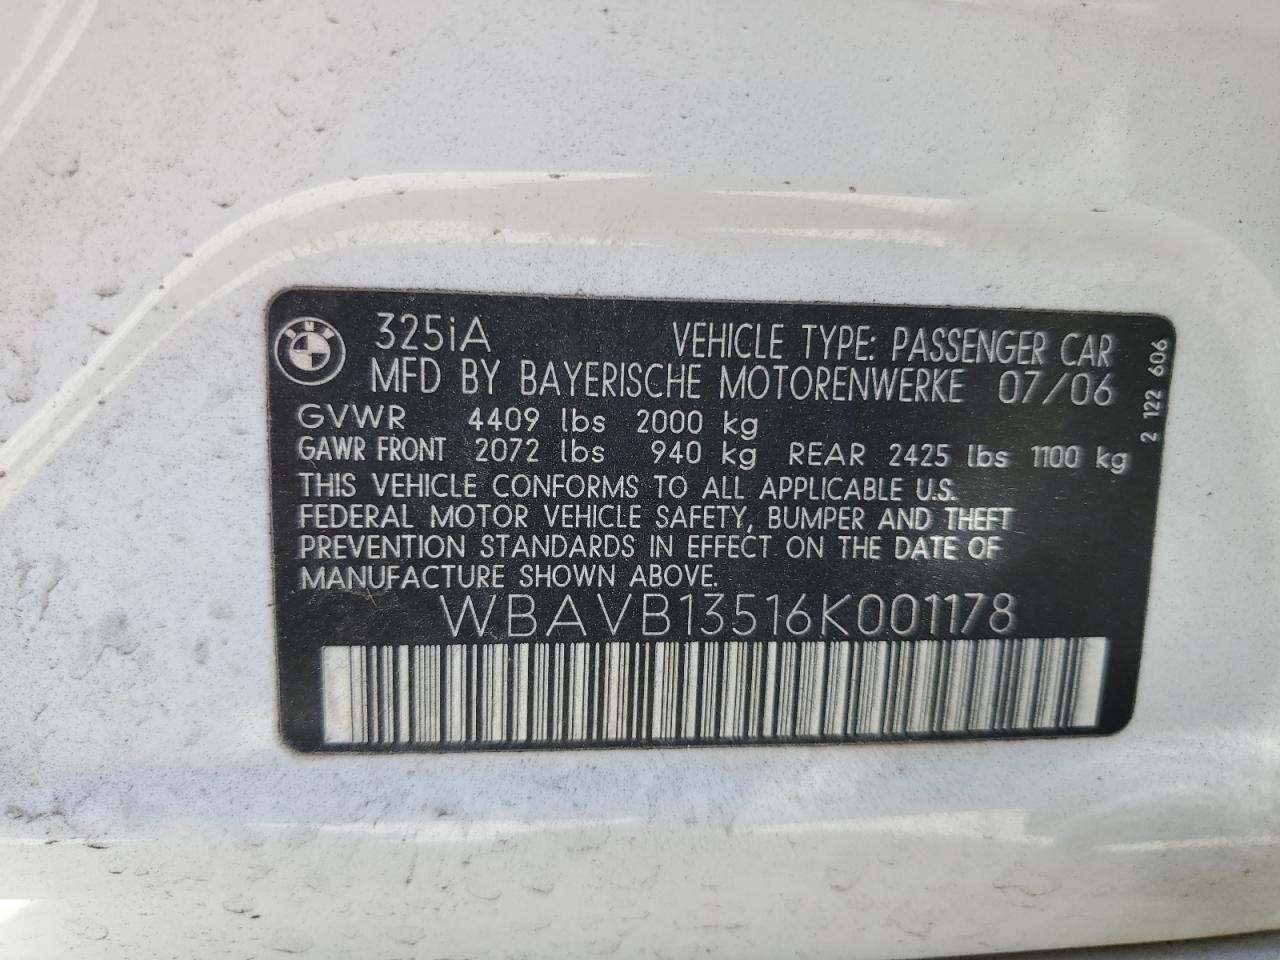 BMW
325iA VEHICLE TYPE: PASSENGER CAR
MFD BY BAYERISCHE MOTORENWERKE 07/06
GVWR 4409 lbs 2000 kg
GAWR FRONT 2072 lbs 940 kg REAR 2425 lbs 1100 kg
THIS VEHICLE CONFORMS TO ALL APPLICABLE U.S.
FEDERAL MOTOR VEHICLE SAFETY, BUMPER AND THEFT
PREVENTION STANDARDS IN EFFECT ON THE DATE OF
MANUFACTURE SHOWN ABOVE.
WBAVB13516K001178
2 122 606